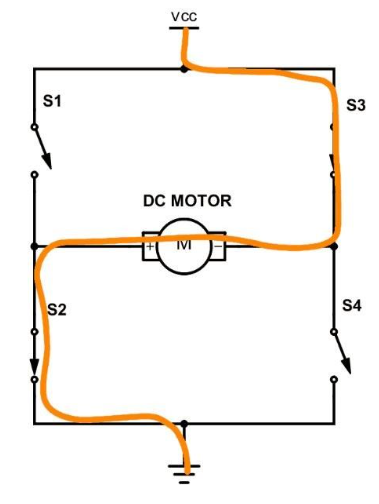 VCC
S1
S3
DC MOTOR
+ M −
S2
S4